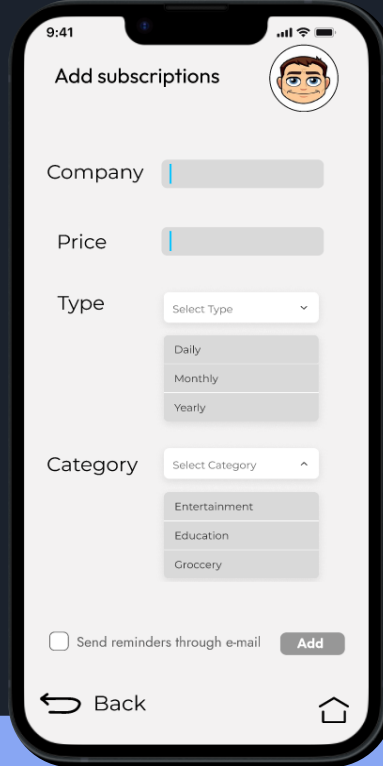 9:41
Add subscriptions
Company
Price
Type
Select Type
Daily
Monthly
Yearly
Category
Select Category
Entertainment
Education
Groccery
Send reminders through e-mail
Add
Back